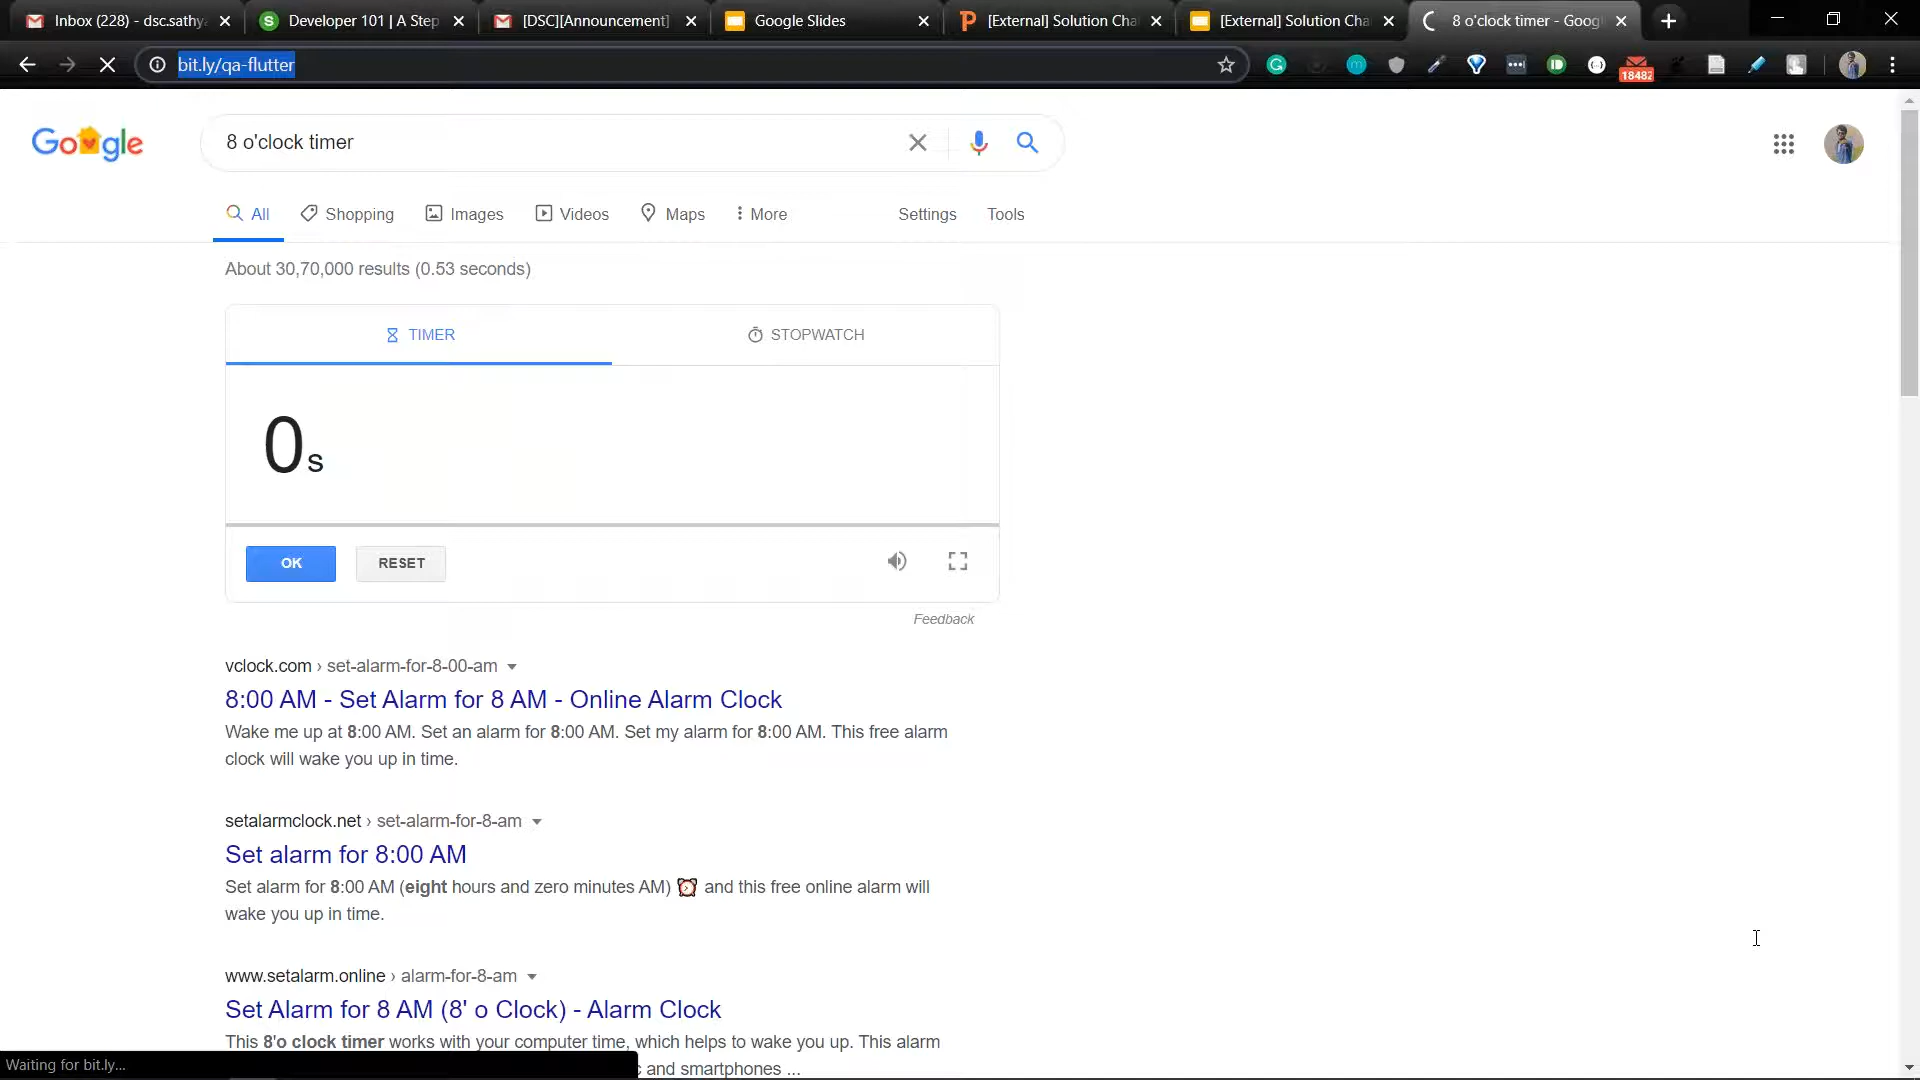 Inbox (228) - dsc.sathy
Developer 101 | A Step
[DSC][Announcement]
Google Slides
[External] Solution Cha
[External] Solution Cha
8 o'clock timer - Goog
bit.ly/qa-flutter
18482
Google
8 o'clock timer
All
Shopping
Images
Videos
Maps
More
Settings
Tools
About 30,70,000 results (0.53 seconds)
TIMER
STOPWATCH
0s
OK
RESET
Feedback
vclock.com › set-alarm-for-8-00-am
8:00 AM - Set Alarm for 8 AM - Online Alarm Clock
Wake me up at 8:00 AM. Set an alarm for 8:00 AM. Set my alarm for 8:00 AM. This free alarm
clock will wake you up in time.
setalarmclock.net › set-alarm-for-8-am
Set alarm for 8:00 AM
Set alarm for 8:00 AM (eight hours and zero minutes AM) ⏰ and this free online alarm will
wake you up in time.
www.setalarm.online › alarm-for-8-am
Set Alarm for 8 AM (8' o Clock) - Alarm Clock
This 8'o clock timer works with your computer time, which helps to wake you up. This alarm
and smartphones ...
Waiting for bit.ly...